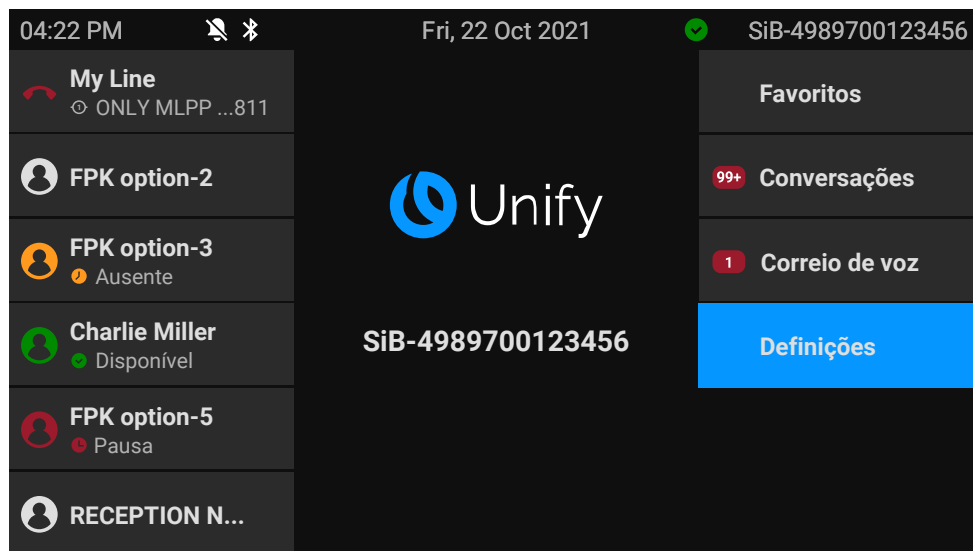 04:22 PM
Fri, 22 Oct 2021
SiB-4989700123456
My Line
ONLY MLPP ...811
FPK option-2
FPK option-3
Ausente
Charlie Miller
Disponível
FPK option-5
Pausa
RECEPTION N...
Unify
SiB-4989700123456
Favoritos
99+ Conversações
1 Correio de voz
Definições